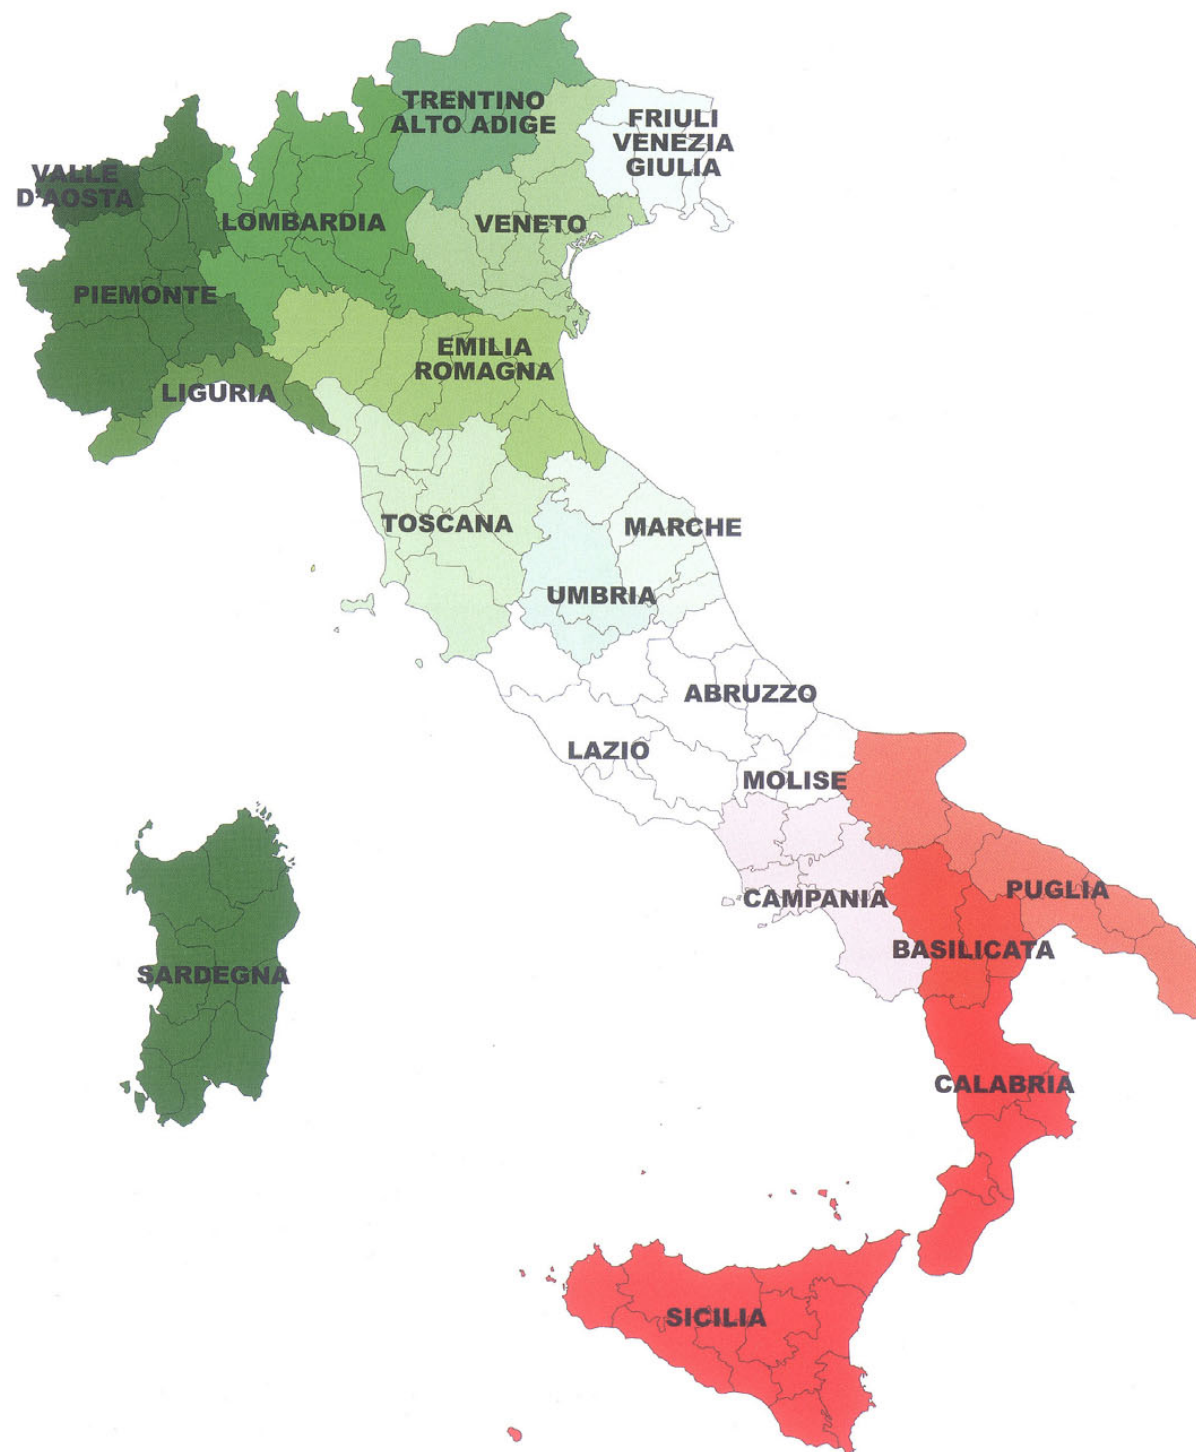 TRENTINO
ALTO ADIGE
FRIULI
VENEZIA
GIULIA
VALLE
D'AOSTA
LOMBARDIA
VENETO
PIEMONTE
EMILIA
ROMAGNA
LIGURIA
TOSCANA
MARCHE
UMBRIA
ABRUZZO
LAZIO
MOLISE
PUGLIA
CAMPANIA
BASILICATA
SARDEGNA
CALABRIA
SICILIA